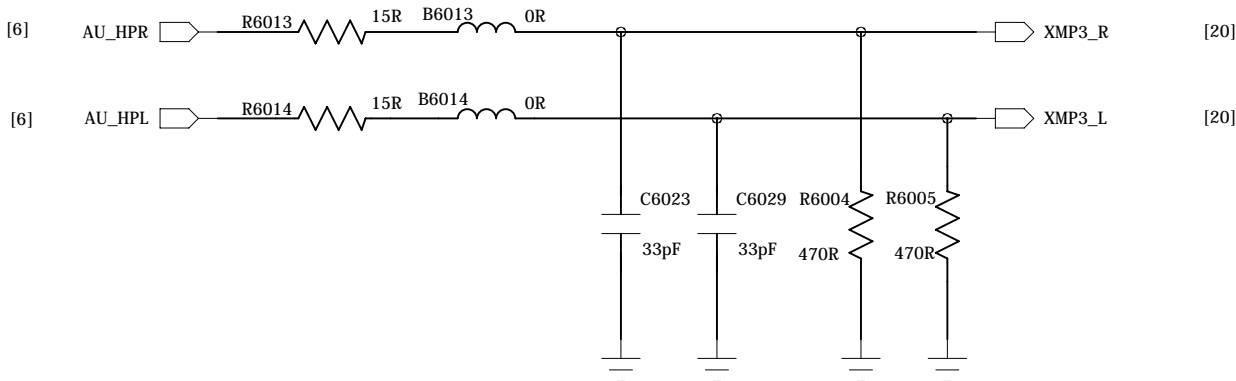 [6] AU_HPR R6013 15R B6013 0R XMP3_R [20]
[6] AU_HPL R6014 15R B6014 0R XMP3_L [20]
C6023 C6029 R6004 R6005
33pF 33pF 470R 470R